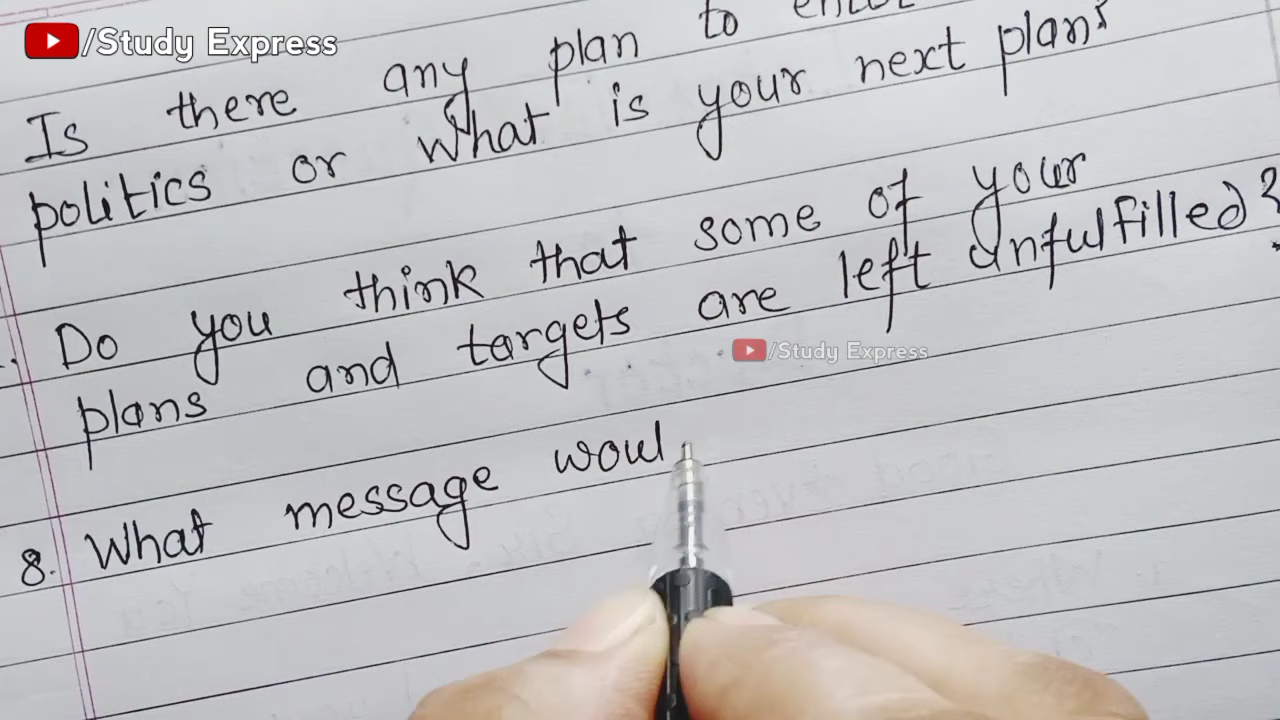 /Study Express
Is there any plan to enter
politics or what is your next plan?
Do you think that some of your
plans and targets are left unfulfilled?
/Study Express
8. What message woul